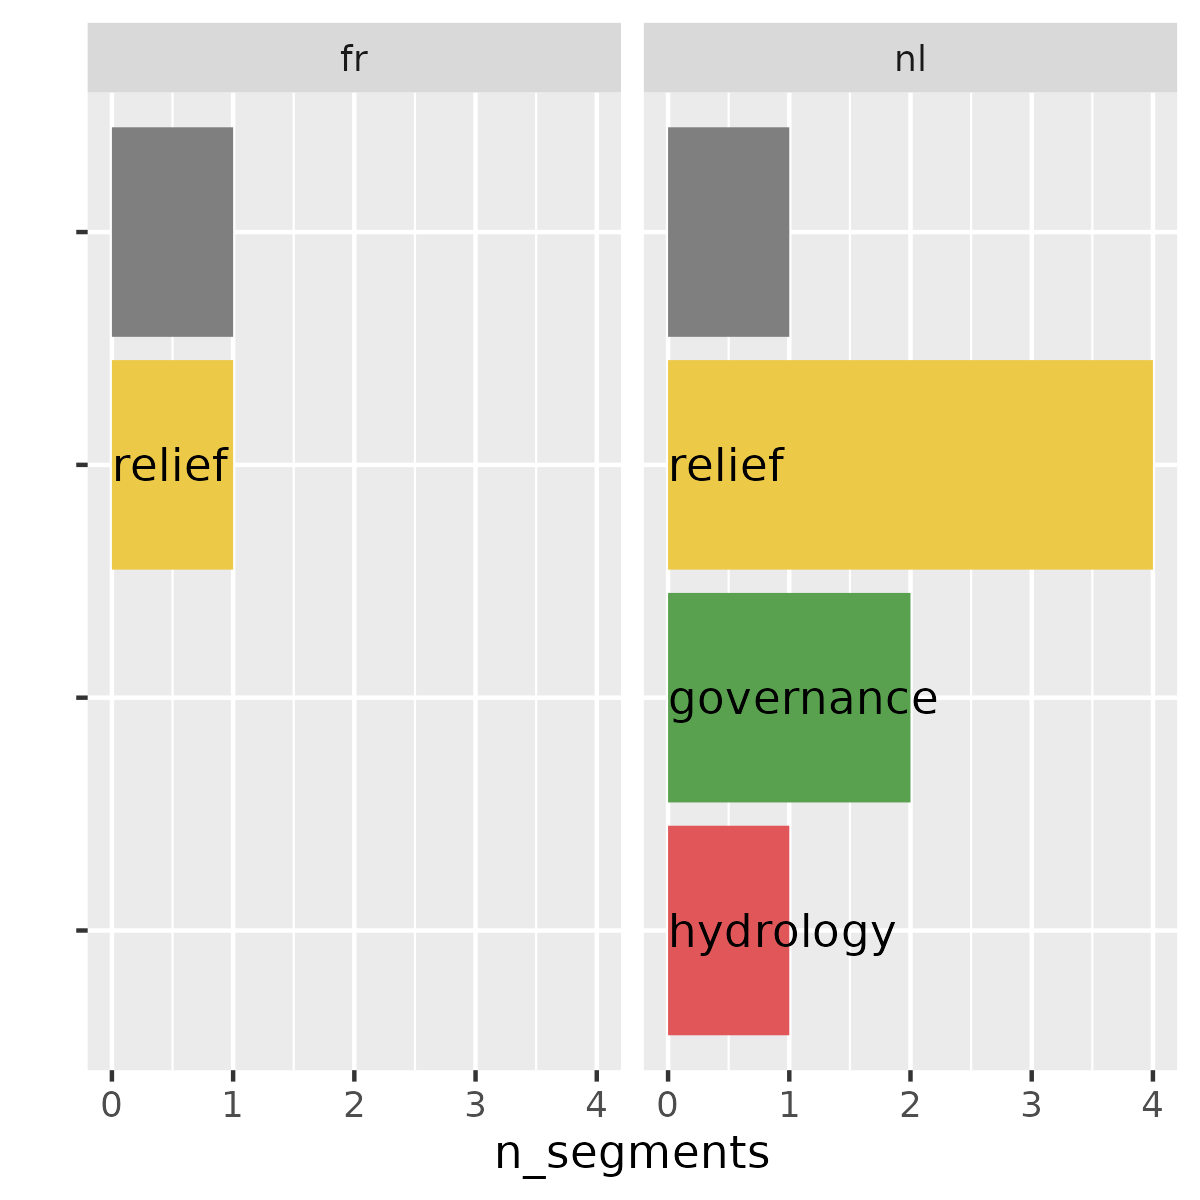 fr nl
relief relief
governance
hydrology
0 1 2 3 4 0 1 2 3 4
n_segments